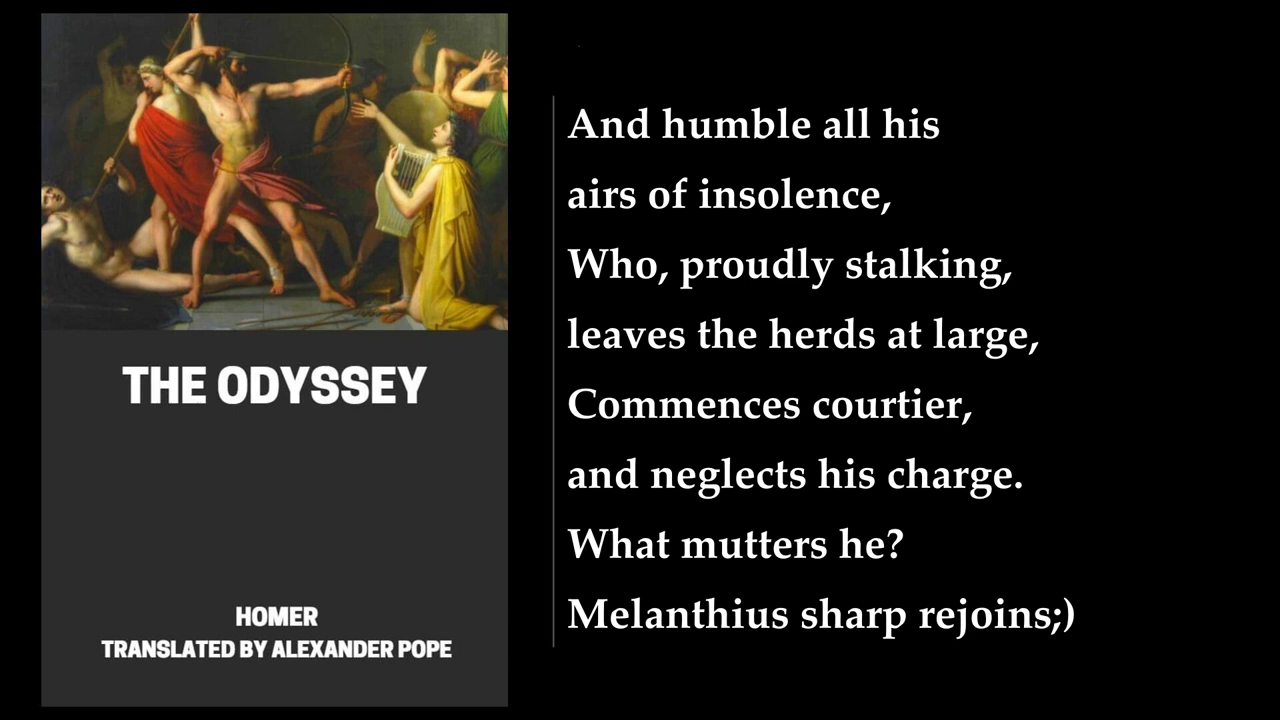 THE ODYSSEY
HOMER
TRANSLATED BY ALEXANDER POPE
And humble all his
airs of insolence,
Who, proudly stalking,
leaves the herds at large,
Commences courtier,
and neglects his charge.
What mutters he?
Melanthius sharp rejoins;)